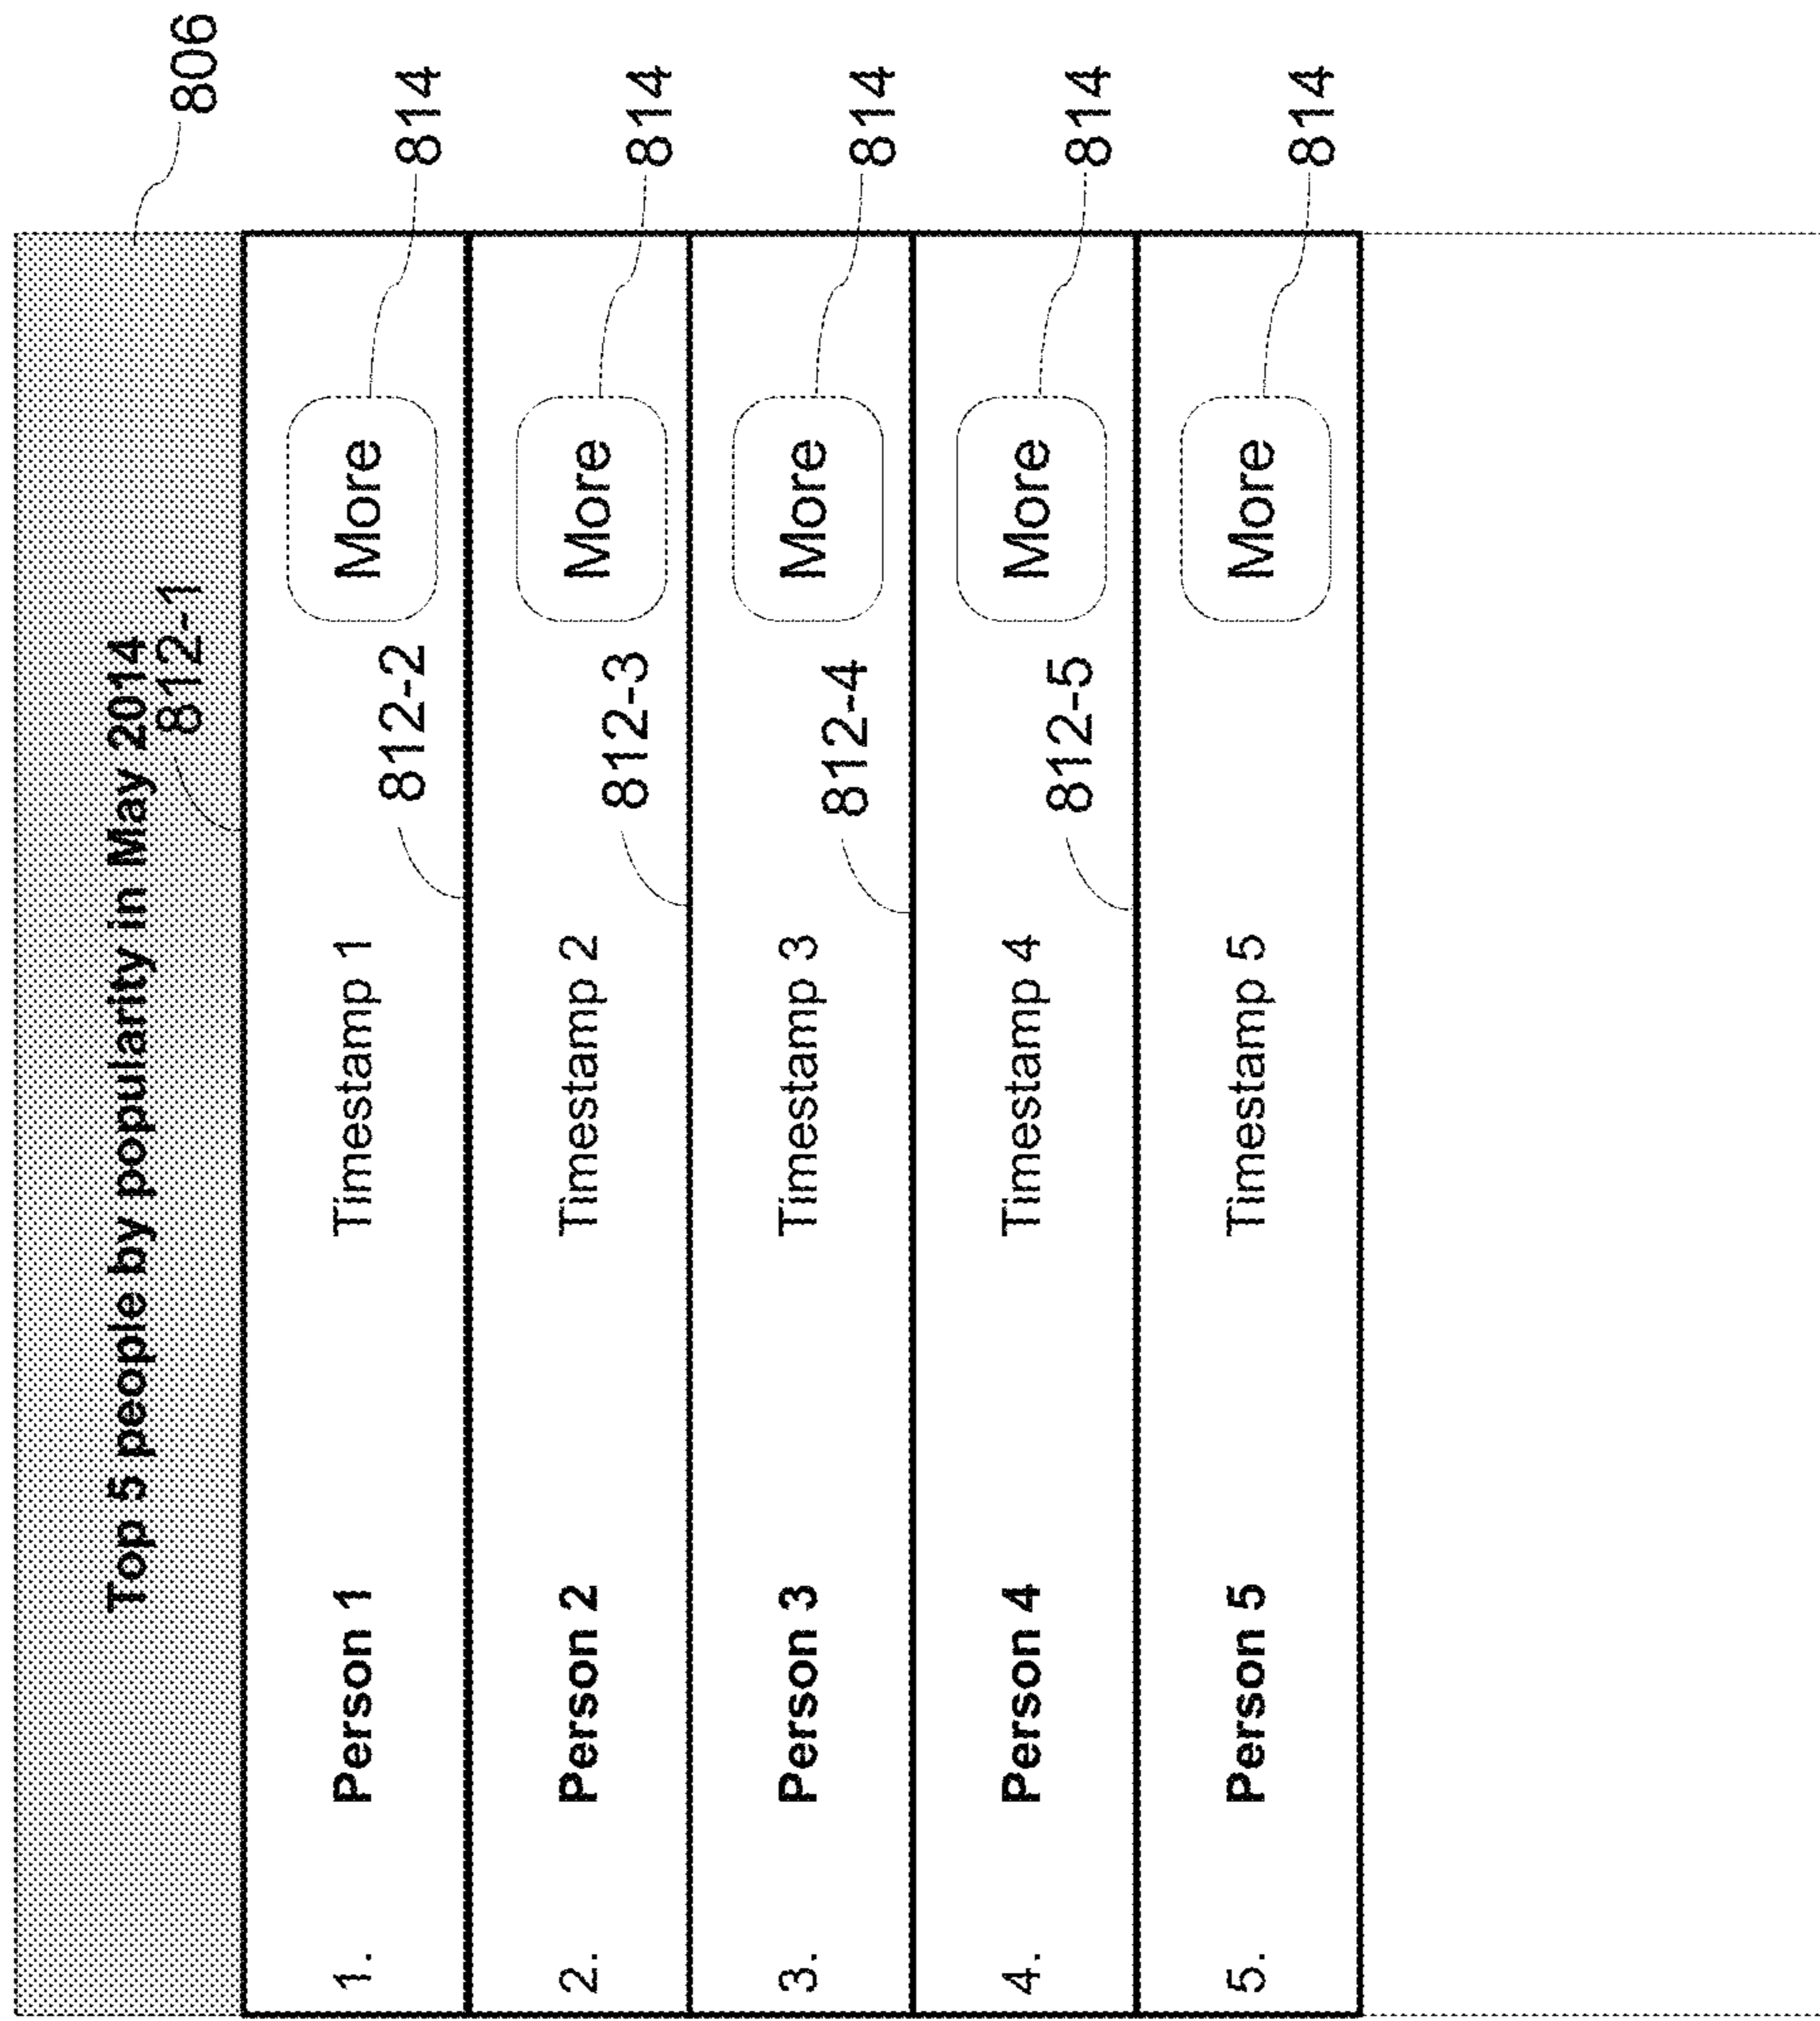 806
Top 5 people by popularity in May 2014
812-1
1. Person 1 Timestamp 1 More 814
812-2
2. Person 2 Timestamp 2 More 814
812-3
3. Person 3 Timestamp 3 More 814
812-4
4. Person 4 Timestamp 4 More 814
812-5
5. Person 5 Timestamp 5 More 814